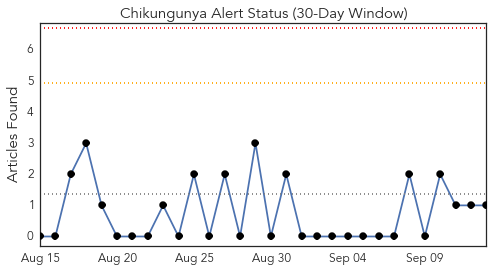 Chikungunya Alert Status (30-Day Window)
Articles Found
6
5
4
3
2
1
0
Aug 15
Aug 20
Aug 25
Aug 30
Sep 04
Sep 09